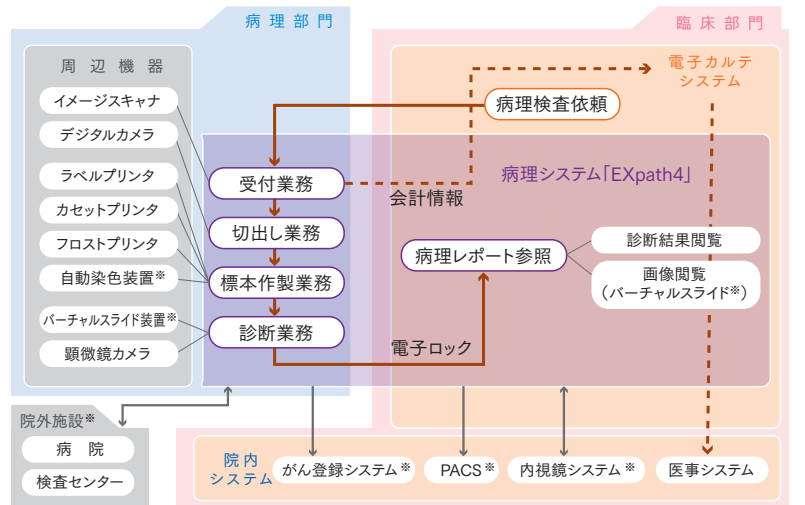 病理部門
臨床部門
周辺機器
イメージスキャナ
デジタルカメラ
ラベルプリンタ
カセットプリンタ
フロストプリンタ
自動染色装置※
バーチャルスライド装置※
顕微鏡カメラ
電子カルテ
システム
病理検査依頼
病理システム「EXpath4」
受付業務
会計情報
切出し業務
標本作製業務
診断業務
電子ロック
病理レポート参照
診断結果閲覧
画像閲覧
（バーチャルスライド※）
院外施設※
病院
検査センター
院内
システム
がん登録システム※
PACS※
内視鏡システム※
医事システム